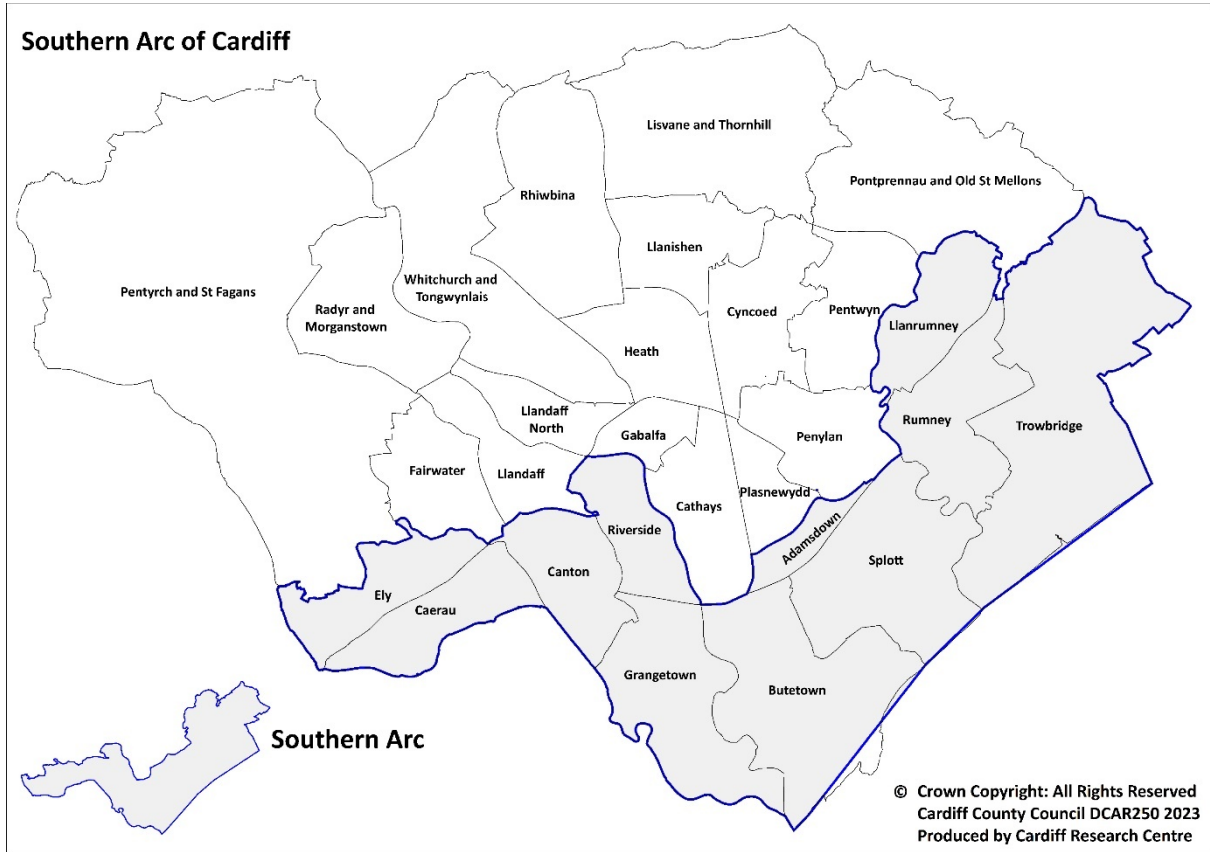 Southern Arc of Cardiff
Lisvane and Thornhill
Pontprennau and Old St Mellons
Rhiwbina
Llanishen
Pentyrch and St Fagans
Whitchurch and
Tongwynlais
Radyr and
Morganstown
Cyncoed
Pentwyn
Llanrumney
Heath
Llandaff
North
Gabalfa
Penylan
Rumney
Trowbridge
Fairwater
Llandaff
Cathays
Plasnewydd
Riverside
Adamsdown
Splott
Canton
Ely
Caerau
Grangetown
Butetown
Southern Arc
© Crown Copyright: All Rights Reserved
Cardiff County Council DCAR250 2023
Produced by Cardiff Research Centre